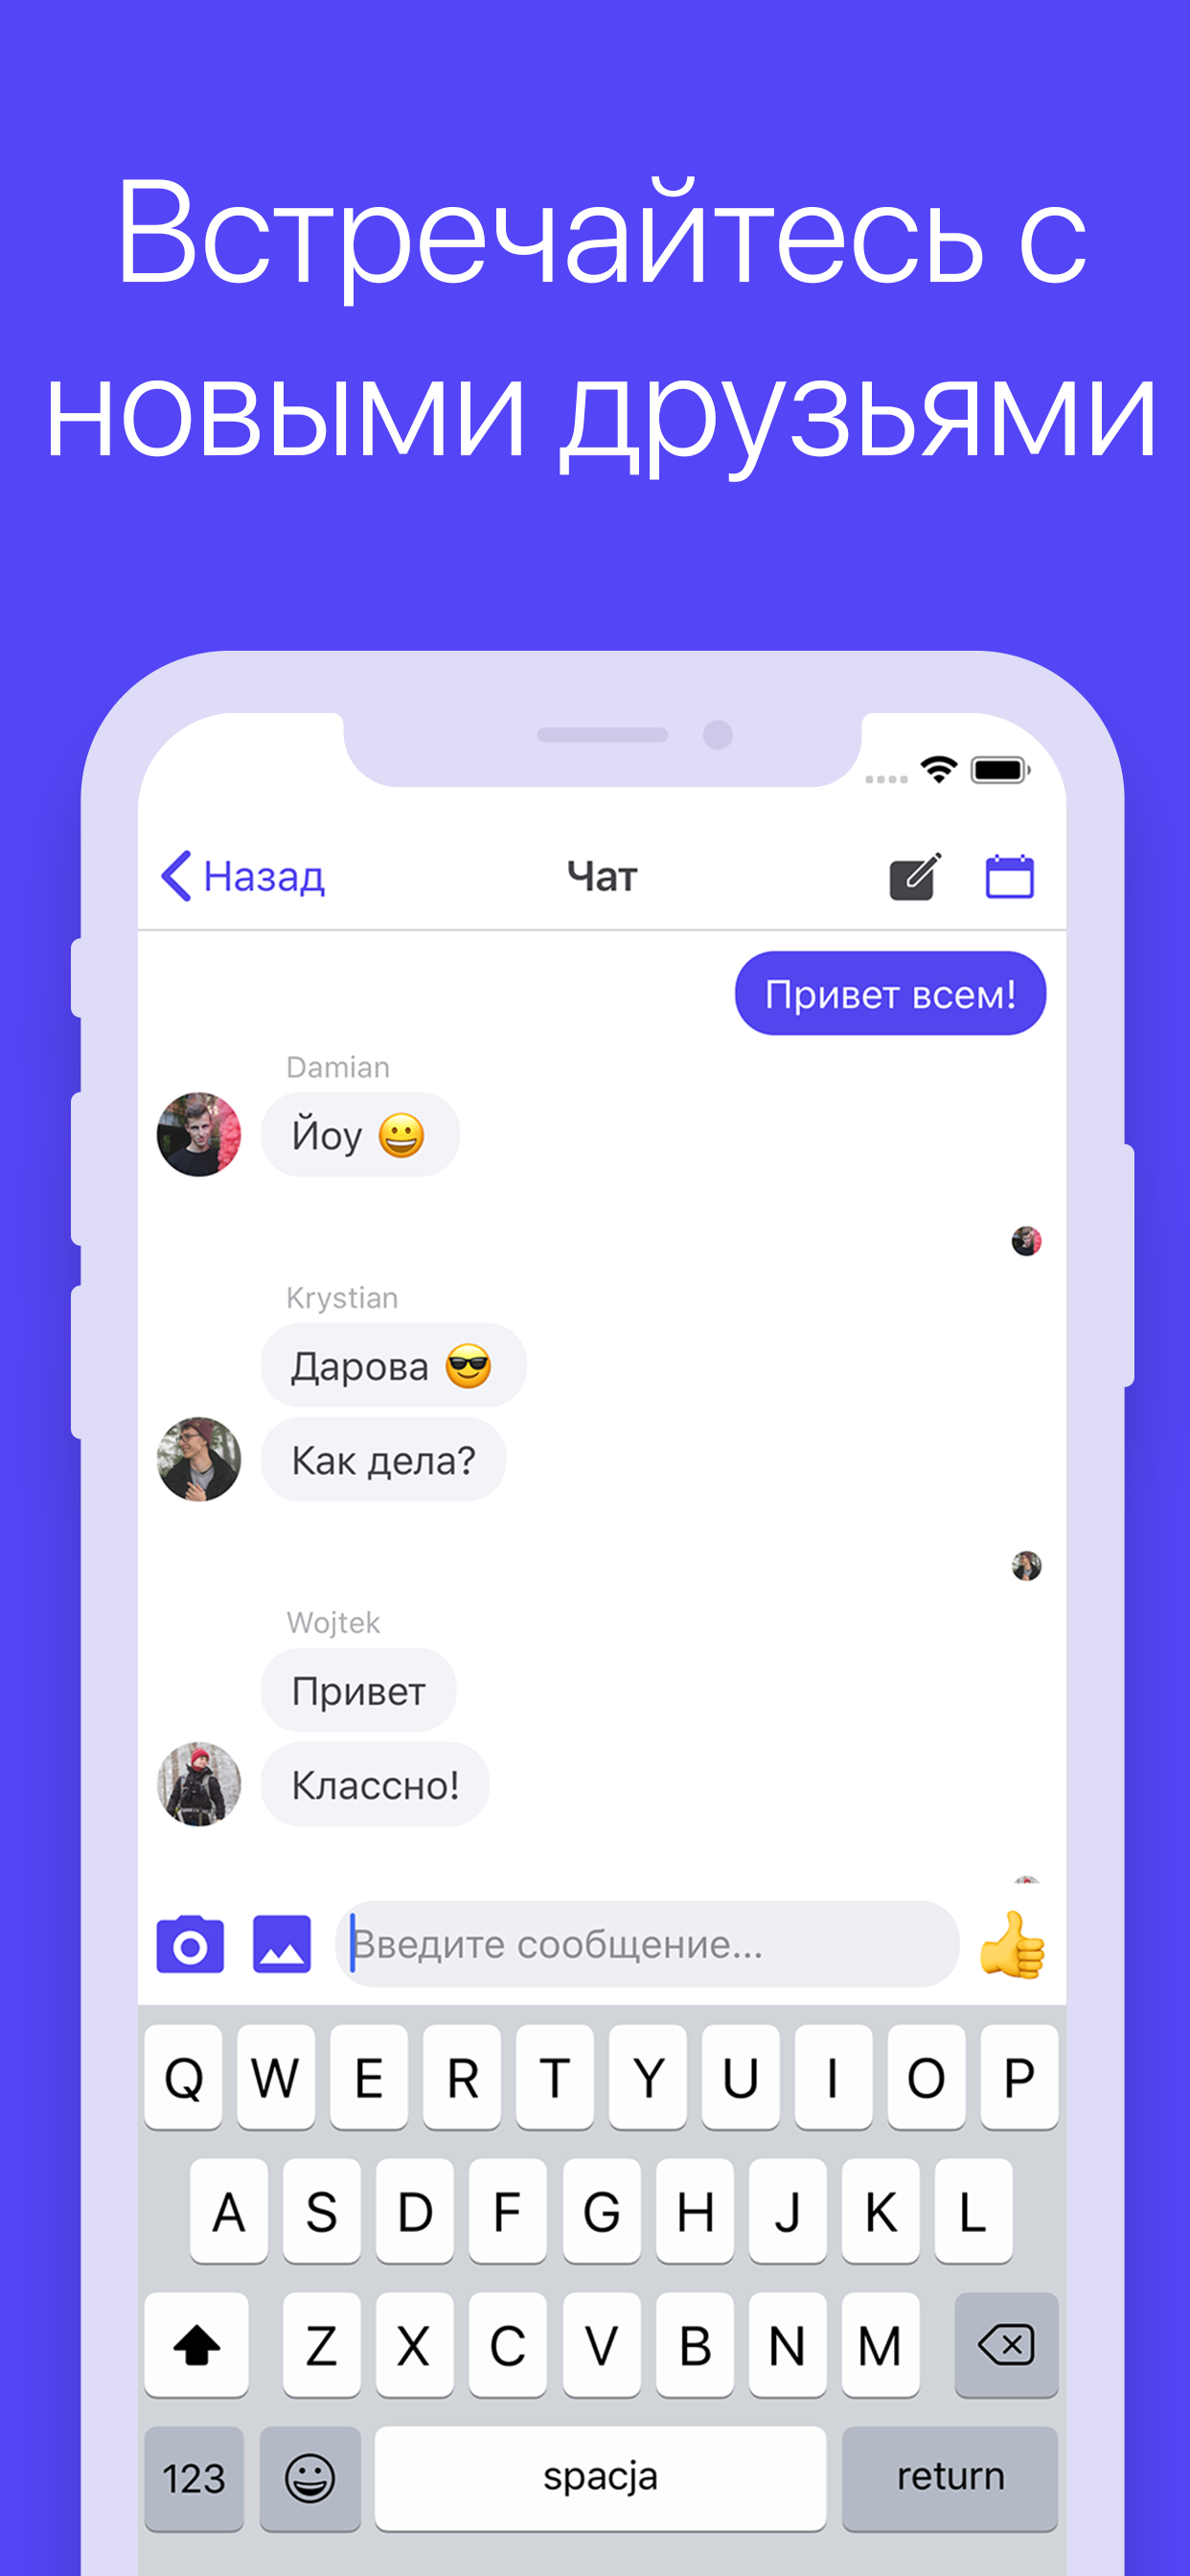 Встречайтесь с
новыми друзьями
Назад
Чат
Привет всем!
Damian
Йоу 😀
Krystian
Дарова 😎
Как дела?
Wojtek
Привет
Классно!
Введите сообщение...
Q W E R T Y U I O P
A S D F G H J K L
Z X C V B N M
123 spacja return